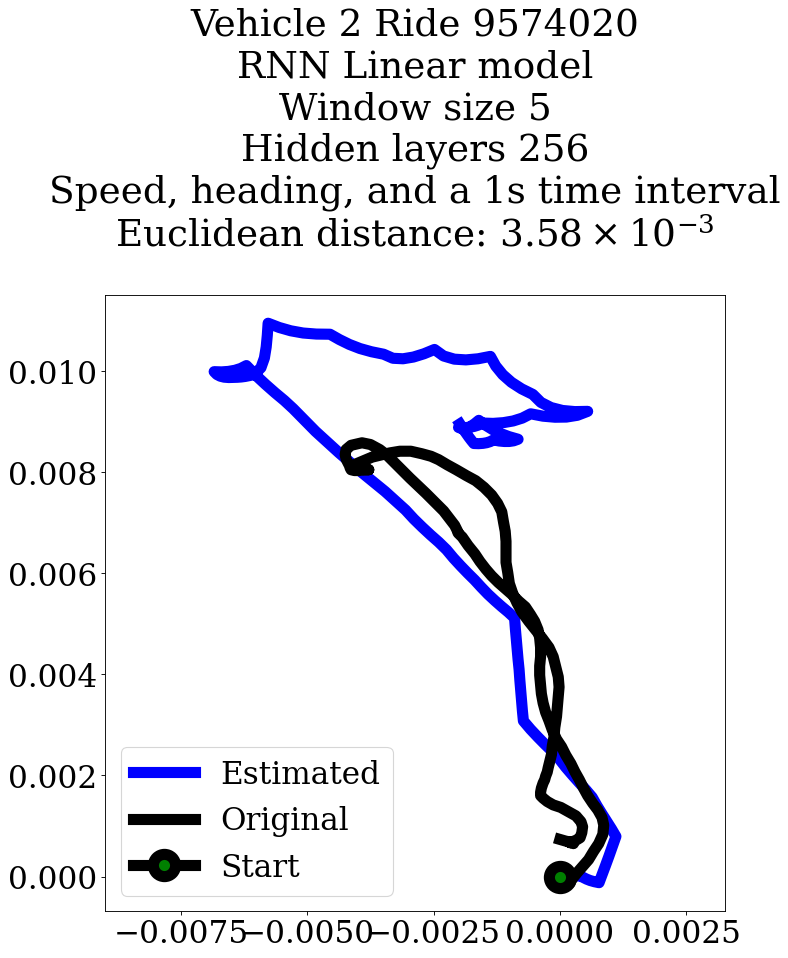 Vehicle 2 Ride 9574020
RNN Linear model
Window size 5
Hidden layers 256
Speed, heading, and a 1s time interval
Euclidean distance: 3.58 × 10⁻³
0.010
0.008
0.006
0.004
0.002
0.000
Estimated
Original
Start
−0.0075 −0.0050 −0.0025 0.0000 0.0025